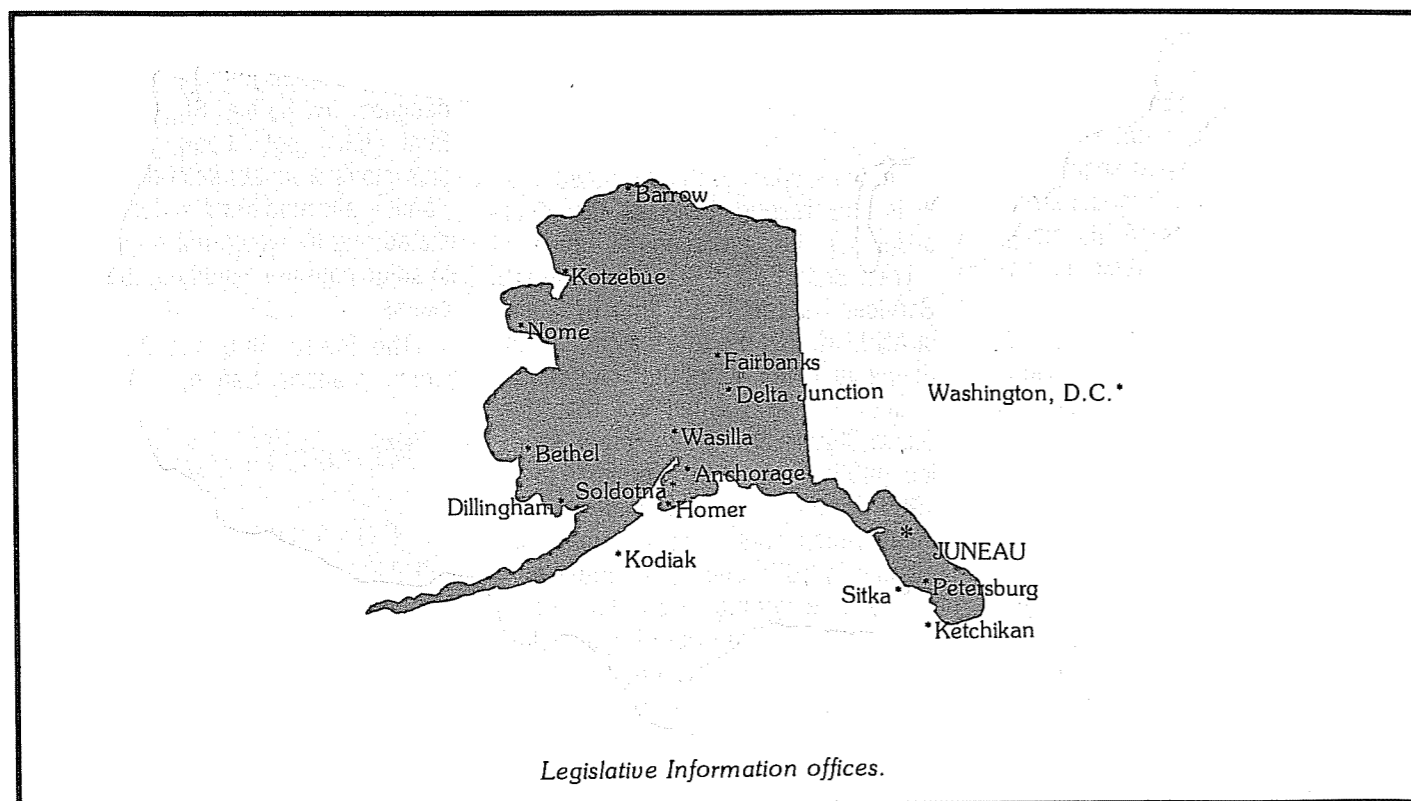 *Barrow
*Kotzebue
*Nome
*Fairbanks
*Delta Junction
Washington, D.C.*
*Wasilla
*Bethel
*Anchorage
Soldotna*
Dillingham*
*Homer
*
JUNEAU
*Kodiak
*Petersburg
Sitka*
*Ketchikan
Legislative Information offices.